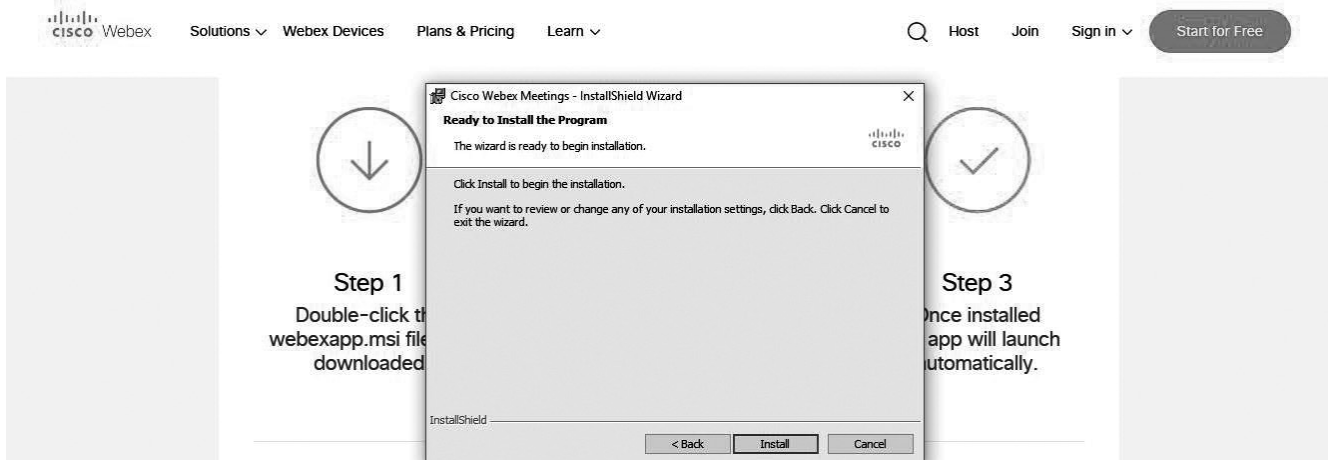 CISCO Webex
Solutions Webex Devices Plans & Pricing Learn Host Join Sign in Start for Free
Cisco Webex Meetings - InstallShield Wizard
Ready to Install the Program
The wizard is ready to begin installation.
CISCO
Click Install to begin the installation.
If you want to review or change any of your installation settings, click Back. Click Cancel to
exit the wizard.
InstallShield
< Back Install Cancel
Step 1
Double-click
webexapp.msi
downloaded
Step 3
installed
app will launch